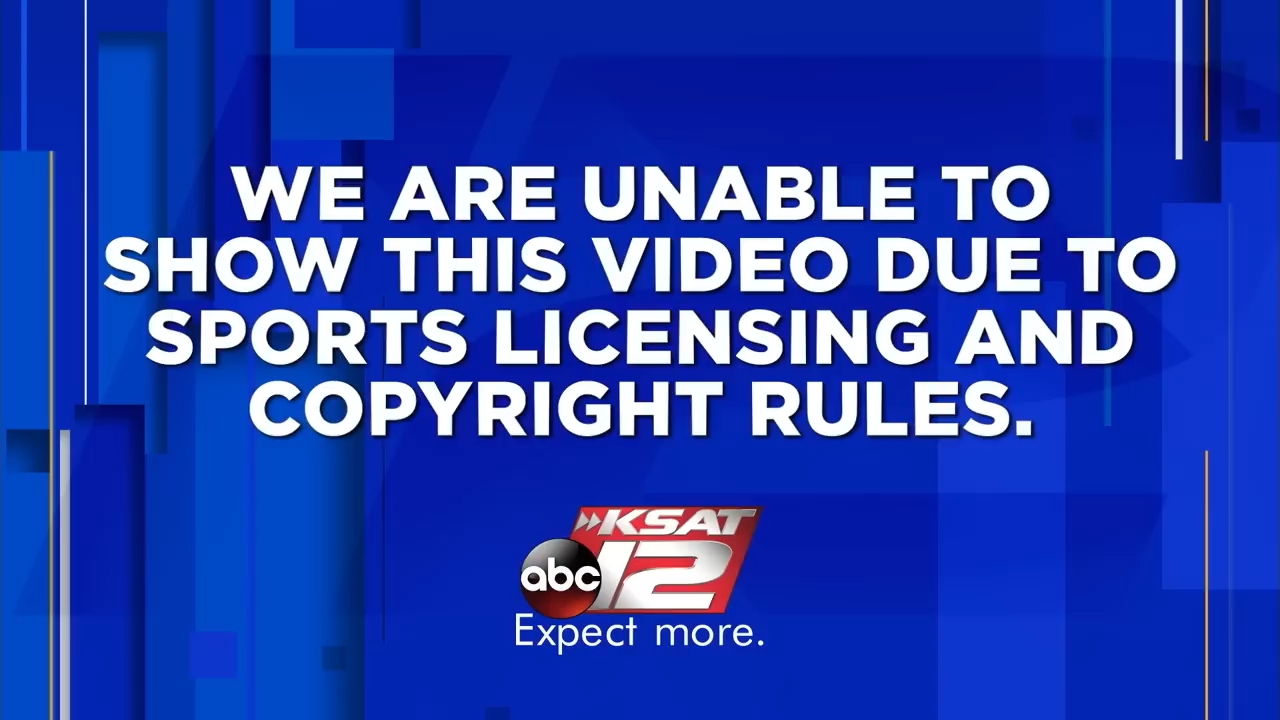 WE ARE UNABLE TO
SHOW THIS VIDEO DUE TO
SPORTS LICENSING AND
COPYRIGHT RULES.
KSAT
abc 12
Expect more.